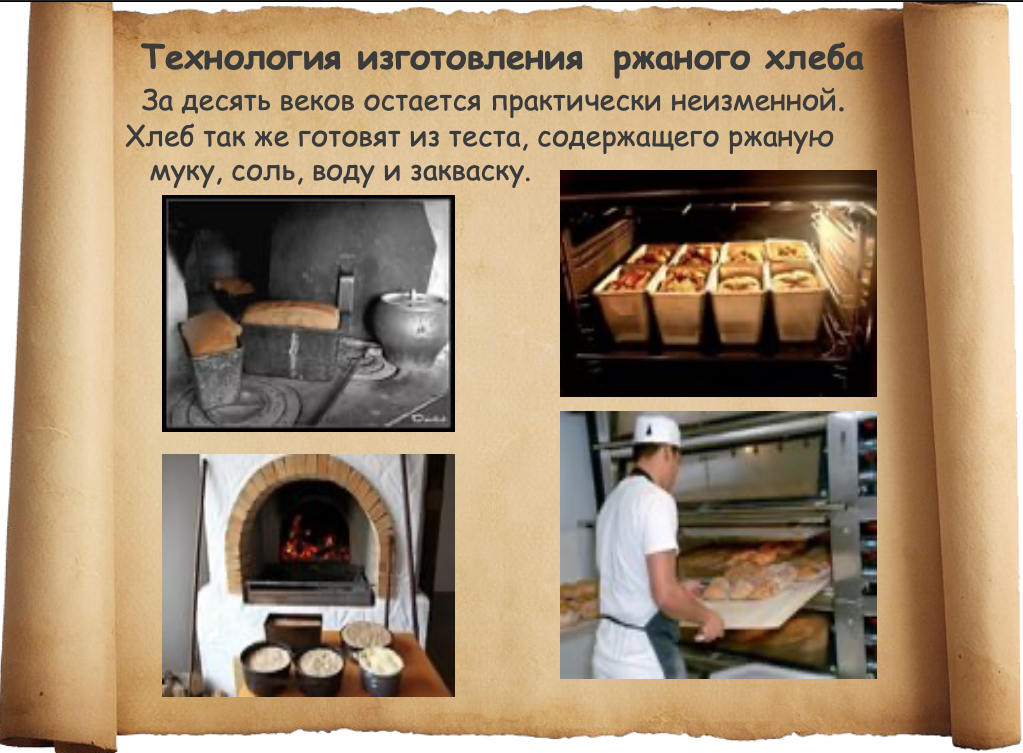 Технология изготовления ржаного хлеба
За десять веков остается практически неизменной.
Хлеб так же готовят из теста, содержащего ржаную
муку, соль, воду и закваску.